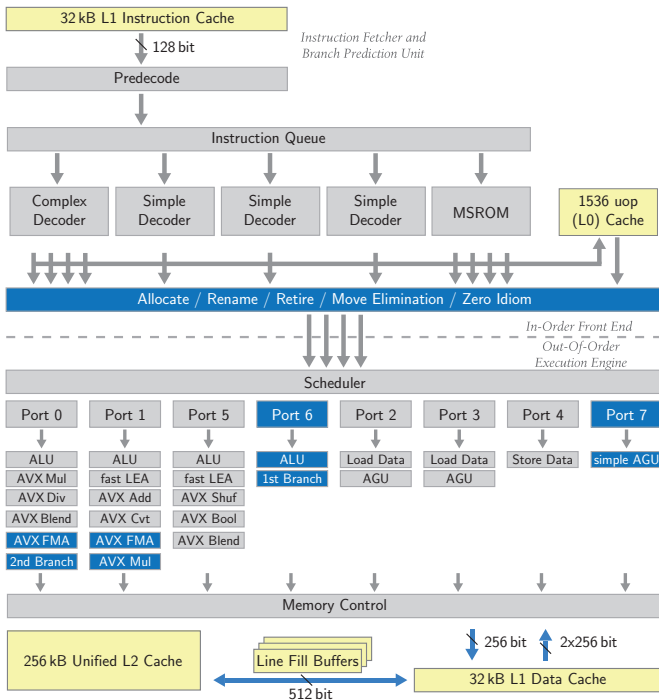 32 kB L1 Instruction Cache
Instruction Fetcher and
Branch Prediction Unit
128 bit
Predecode
Instruction Queue
Complex Decoder
Simple Decoder
Simple Decoder
Simple Decoder
MSROM
1536 uop (L0) Cache
Allocate / Rename / Retire / Move Elimination / Zero Idiom
In-Order Front End
Out-Of-Order
Execution Engine
Scheduler
Port 0 Port 1 Port 5 Port 6 Port 2 Port 3 Port 4 Port 7
ALU ALU ALU ALU Load Data Load Data Store Data simple AGU
AVX Mul fast LEA fast LEA 1st Branch AGU AGU
AVX Div AVX Add AVX Shuf
AVX Blend AVX Cvt AVX Bool
AVX FMA AVX FMA AVX Blend
2nd Branch AVX Mul
Memory Control
256 kB Unified L2 Cache
Line Fill Buffers
512 bit
256 bit
2x256 bit
32 kB L1 Data Cache